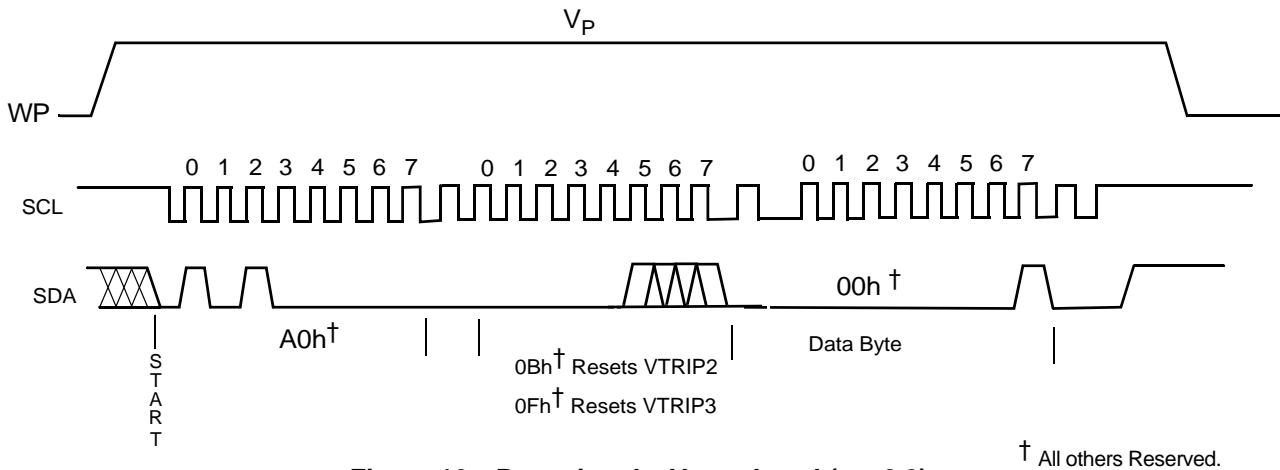 VP
WP
0 1 2 3 4 5 6 7 0 1 2 3 4 5 6 7 0 1 2 3 4 5 6 7
SCL
SDA
00h †
A0h†
Data Byte
START
0Bh† Resets VTRIP2
0Fh† Resets VTRIP3
† All others Reserved.